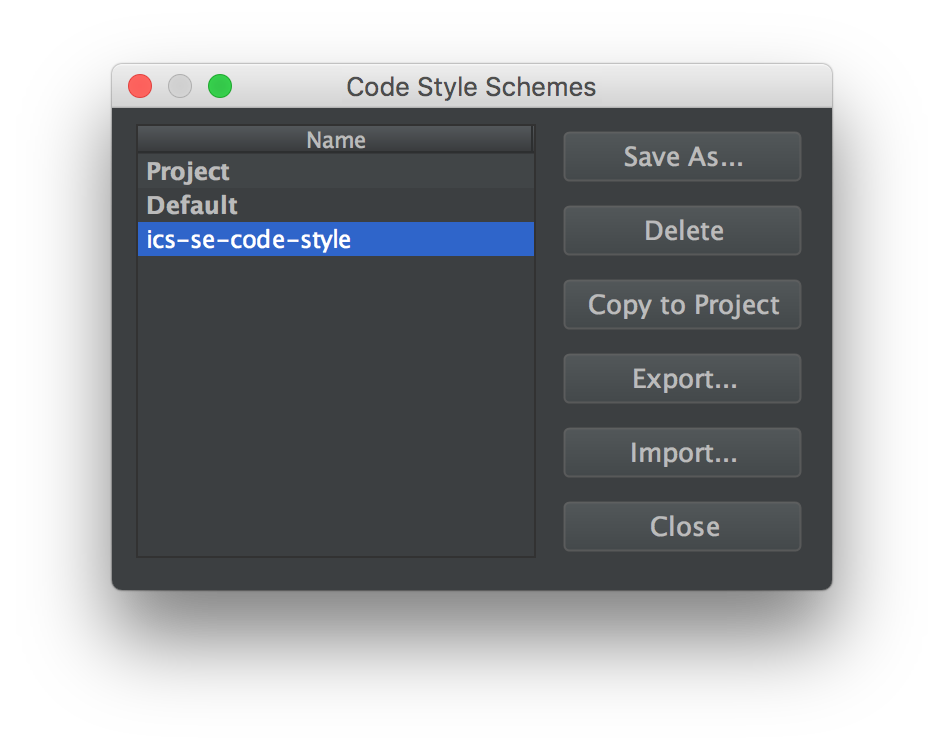 Code Style Schemes
Name
Project
Default
ics-se-code-style
Save As...
Delete
Copy to Project
Export...
Import...
Close